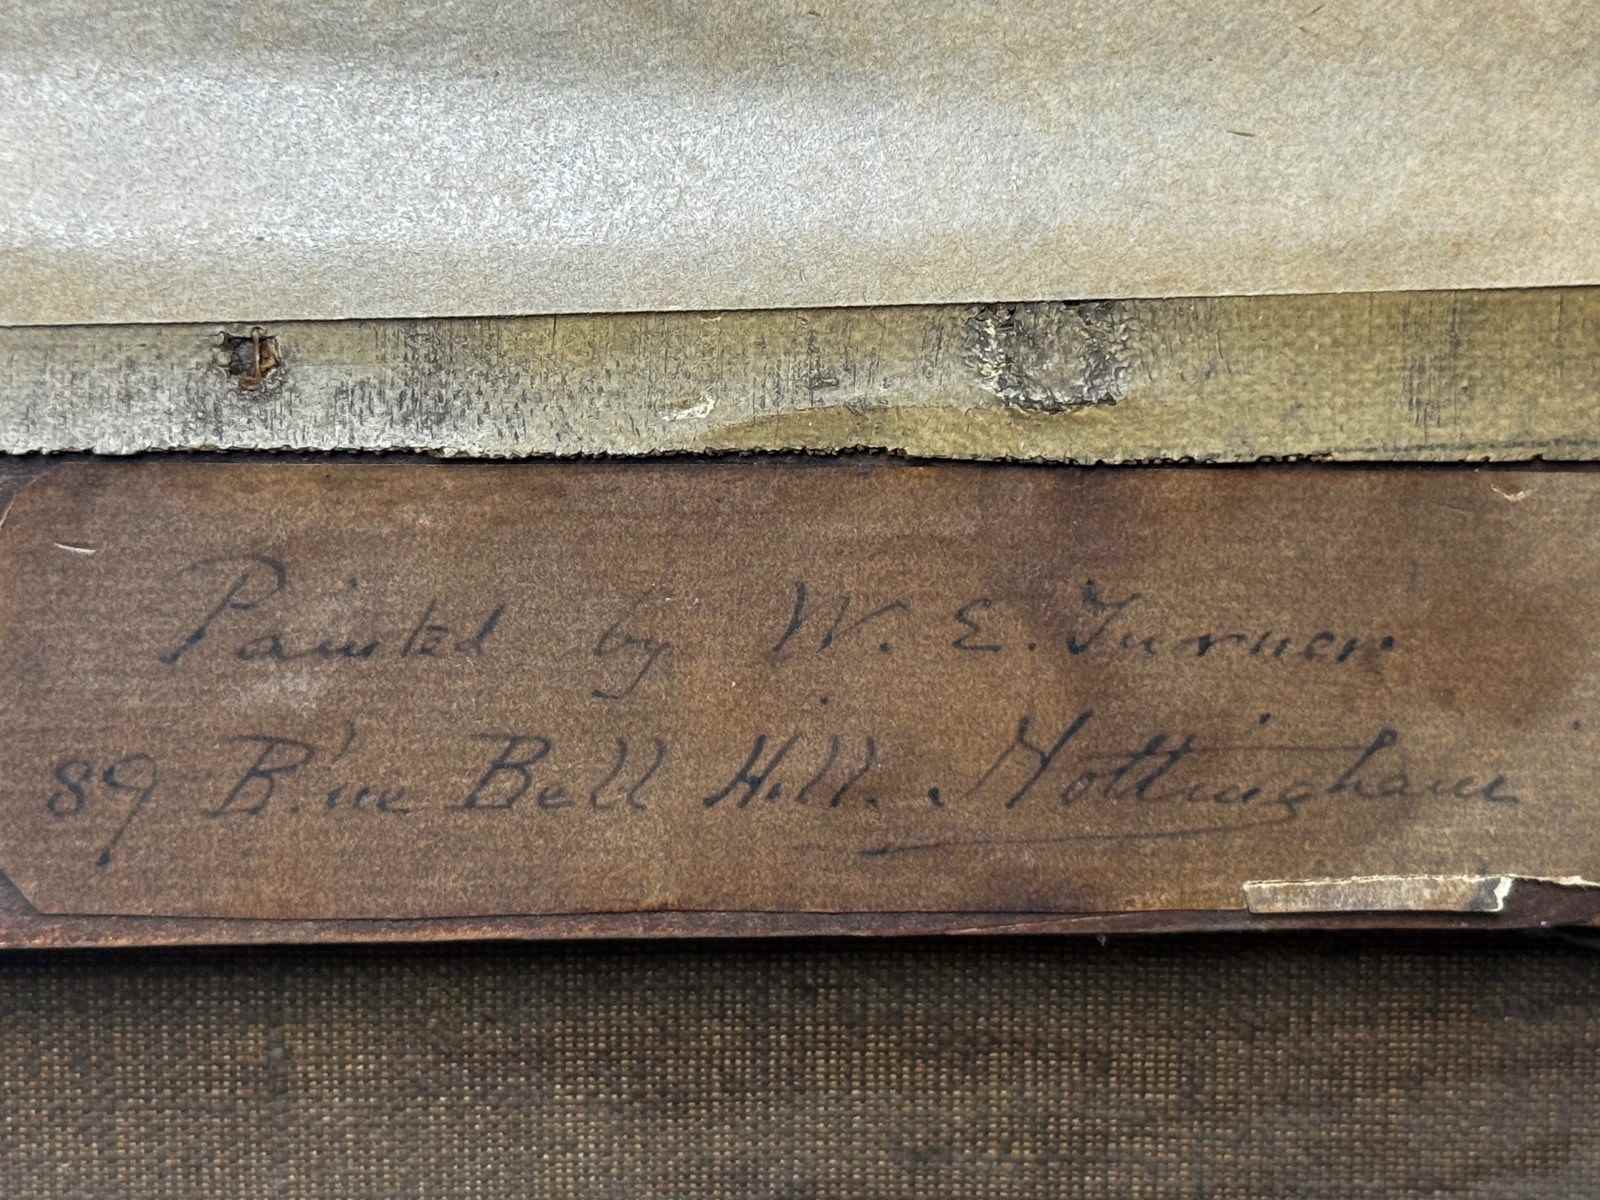 Painted by W. E. Turner
89 Blue Bell Hill. Nottingham